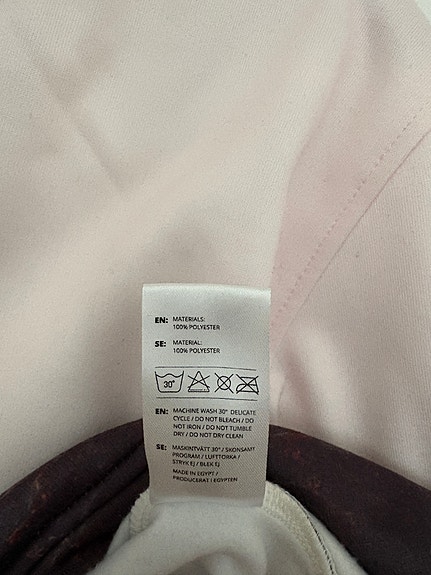 EN: MATERIALS:
100% POLYESTER
SE: MATERIAL:
100% POLYESTER
30°
EN: MACHINE WASH 30° DELICATE
CYCLE / DO NOT BLEACH / DO
NOT IRON / DO NOT TUMBLE
DRY / DO NOT DRY CLEAN
SE: MASKINTVÄTT 30° / SKONSAMT
PROGRAM / LUFTTORKA /
STRYK EJ / BLEK EJ
MADE IN EGYPT /
PRODUCERAT I EGYPTEN